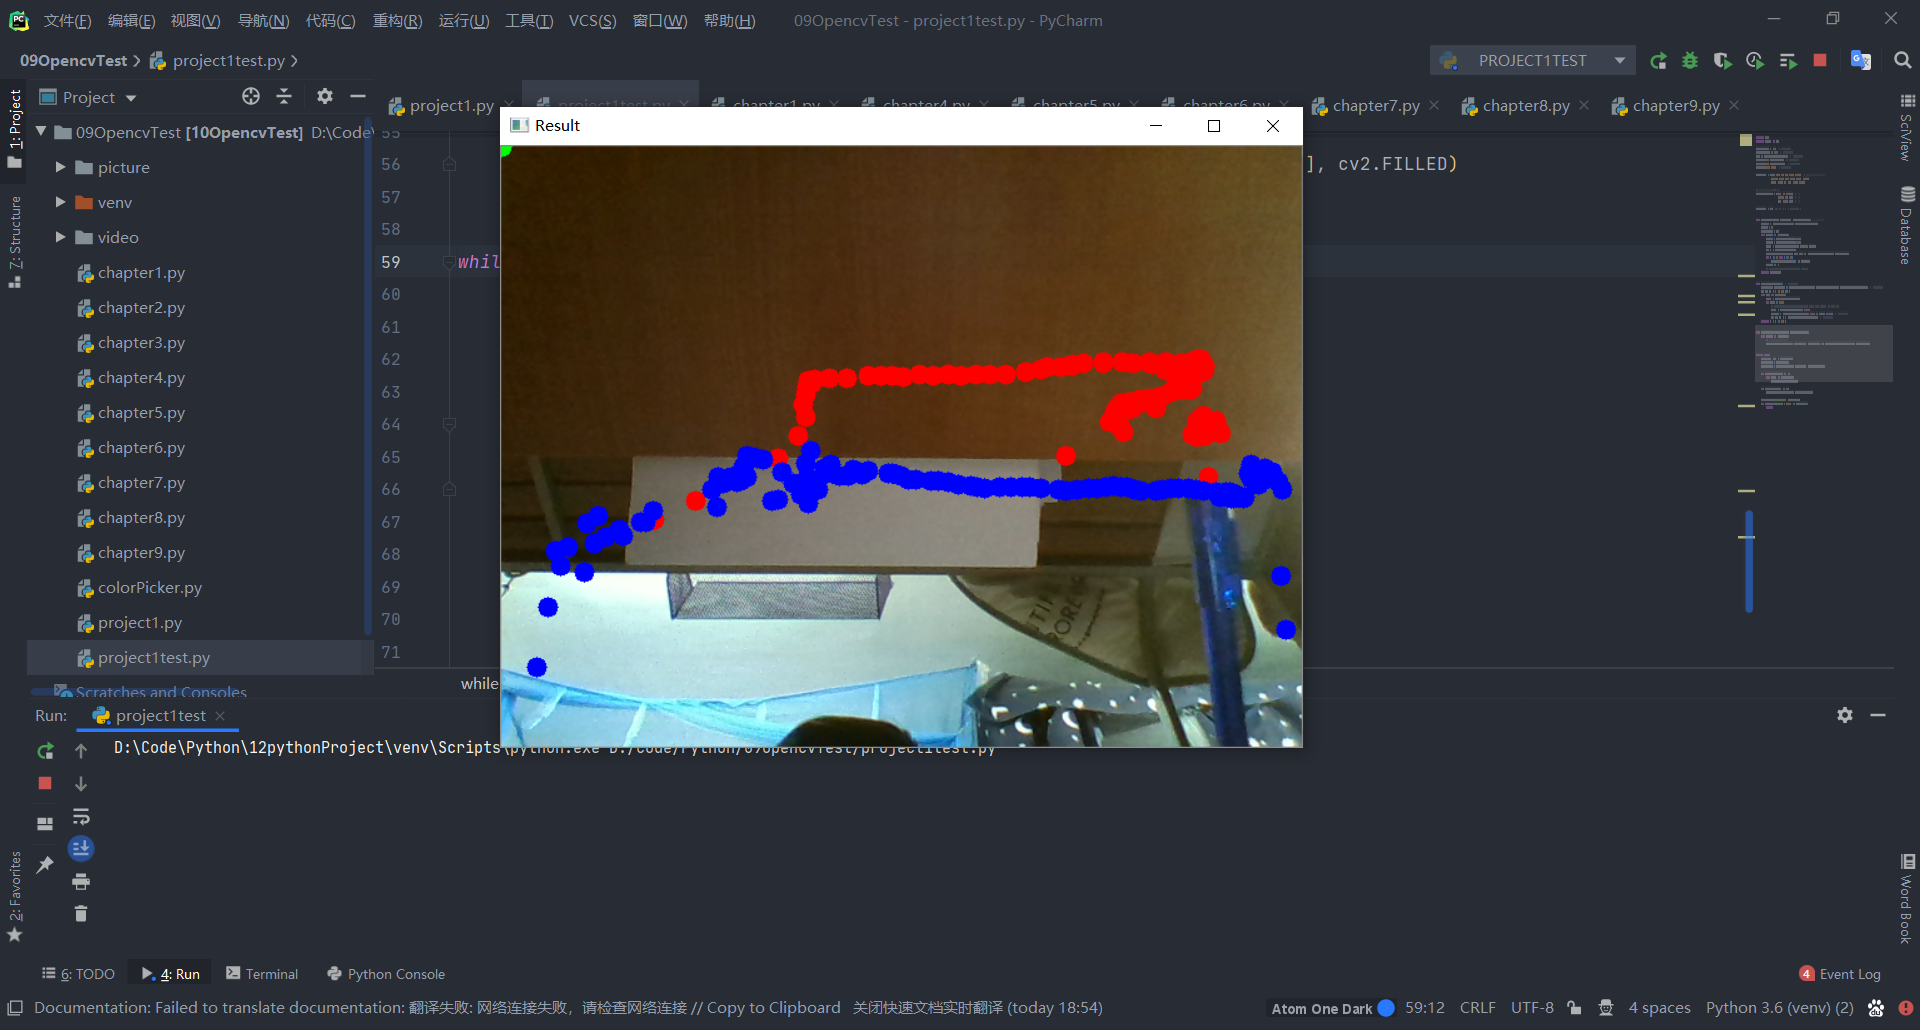 文件(F) 编辑(E) 视图(V) 导航(N) 代码(C) 重构(R) 运行(U) 工具(T) VCS(S) 窗口(W) 帮助(H) 09OpencvTest - project1test.py - PyCharm
09OpencvTest project1test.py PROJECT1TEST
Project
project1.py project1test.py chapter1.py chapter4.py chapter5.py chapter6.py chapter7.py chapter8.py chapter9.py
Result
1: Project
7: Structure
2: Favorites
SciView
Database
Word Book
09OpencvTest [10OpencvTest] D:\Code\
picture
venv
video
chapter1.py
chapter2.py
chapter3.py
chapter4.py
chapter5.py
chapter6.py
chapter7.py
chapter8.py
chapter9.py
colorPicker.py
project1.py
project1test.py
Scratches and Consoles
55
56 ], cv2.FILLED)
57
58
59 whil
60
61
62
63
64
65
66
67
68
69
70
71
while
Run: project1test
D:\Code\Python\12pythonProject\venv\Scripts\python.exe D:/Code/Python/09OpencvTest/project1test.py
6: TODO 4: Run Terminal Python Console 4 Event Log
Documentation: Failed to translate documentation: 翻译失败: 网络连接失败，请检查网络连接 // Copy to Clipboard 关闭快速文档实时翻译 (today 18:54) Atom One Dark 59:12 CRLF UTF-8 4 spaces Python 3.6 (venv) (2)